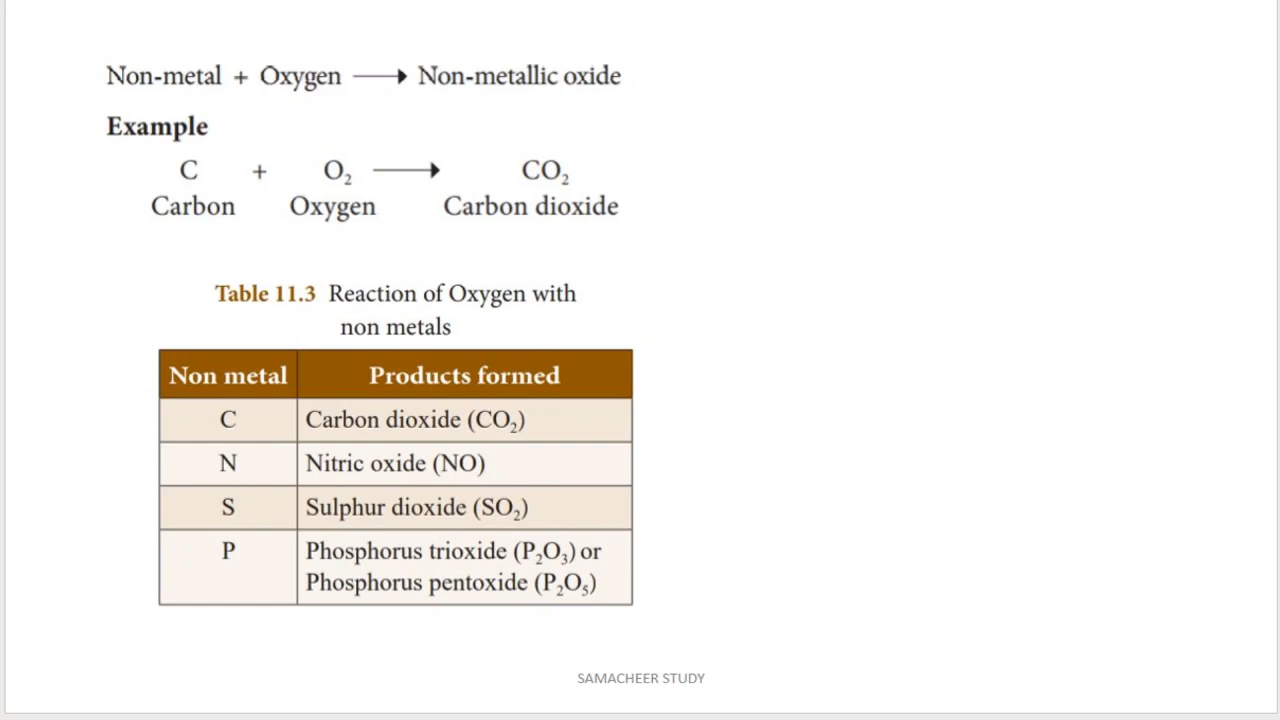 Non-metal + Oxygen ⟶ Non-metallic oxide
Example
C + O₂ ⟶ CO₂
Carbon Oxygen Carbon dioxide
Table 11.3 Reaction of Oxygen with
non metals
Non metal Products formed
C Carbon dioxide (CO₂)
N Nitric oxide (NO)
S Sulphur dioxide (SO₂)
P Phosphorus trioxide (P₂O₃) or
Phosphorus pentoxide (P₂O₅)
SAMACHEER STUDY